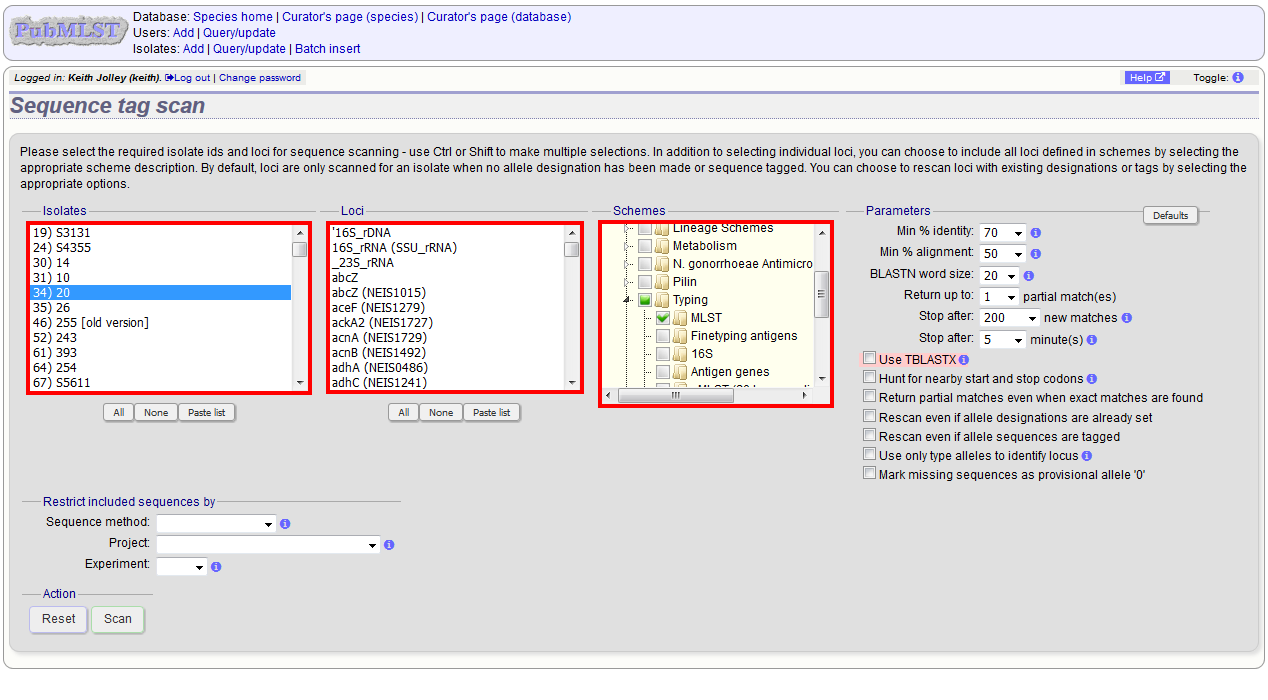 PubMLST
Database: Species home | Curator's page (species) | Curator's page (database)
Users: Add | Query/update
Isolates: Add | Query/update | Batch insert
Logged in: Keith Jolley (keith). Log out | Change password
Help
Toggle:
Sequence tag scan
Please select the required isolate ids and loci for sequence scanning - use Ctrl or Shift to make multiple selections. In addition to selecting individual loci, you can choose to include all loci defined in schemes by selecting the
appropriate scheme description. By default, loci are only scanned for an isolate when no allele designation has been made or sequence tagged. You can choose to rescan loci with existing designations or tags by selecting the
appropriate options.
Isolates
19) S3131
24) S4355
30) 14
31) 10
34) 20
35) 26
46) 255 [old version]
52) 243
61) 393
64) 254
67) S5611
All None Paste list
Loci
'16S_rDNA
16S_rRNA (SSU_rRNA)
_23S_rRNA
abcZ
abcZ (NEIS1015)
aceF (NEIS1279)
ackA2 (NEIS1727)
acnA (NEIS1729)
acnB (NEIS1492)
adhA (NEIS0486)
adhC (NEIS1241)
All None Paste list
Schemes
Lineage Schemes
Metabolism
N. gonorrhoeae Antimicro
Pilin
Typing
MLST
Finetyping antigens
16S
Antigen genes
Parameters
Defaults
Min % identity: 70
Min % alignment: 50
BLASTN word size: 20
Return up to: 1 partial match(es)
Stop after: 200 new matches
Stop after: 5 minute(s)
Use TBLASTX
Hunt for nearby start and stop codons
Return partial matches even when exact matches are found
Rescan even if allele designations are already set
Rescan even if allele sequences are tagged
Use only type alleles to identify locus
Mark missing sequences as provisional allele '0'
Restrict included sequences by
Sequence method:
Project:
Experiment:
Action
Reset Scan